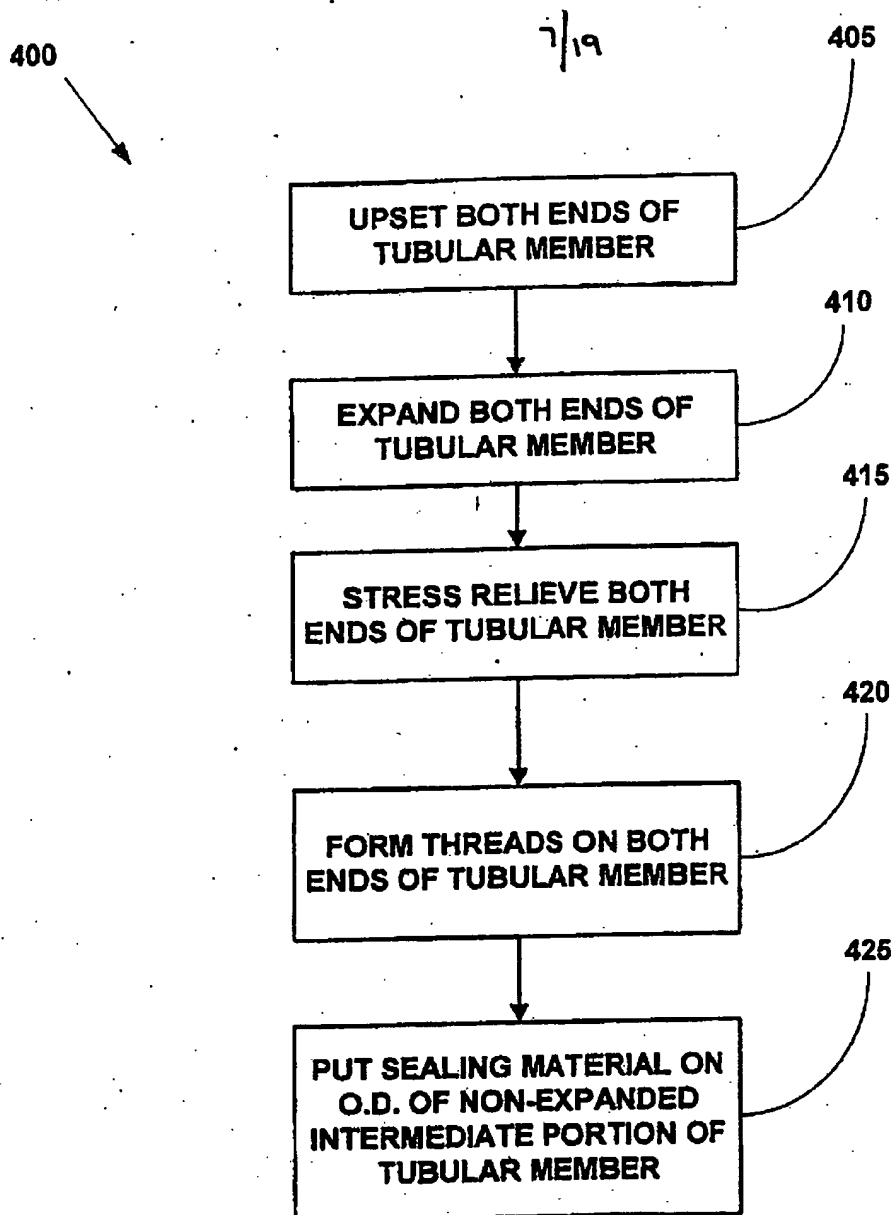 7/19
400
405
UPSET BOTH ENDS OF
TUBULAR MEMBER
410
EXPAND BOTH ENDS OF
TUBULAR MEMBER
415
STRESS RELIEVE BOTH
ENDS OF TUBULAR MEMBER
420
FORM THREADS ON BOTH
ENDS OF TUBULAR MEMBER
425
PUT SEALING MATERIAL ON
O.D. OF NON-EXPANDED
INTERMEDIATE PORTION OF
TUBULAR MEMBER